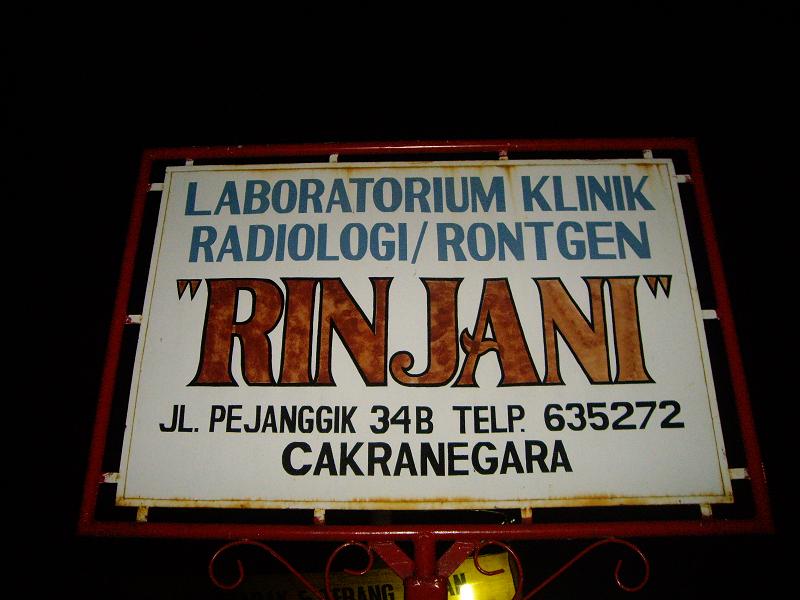 LABORATORIUM KLINIK
RADIOLOGI/RONTGEN
"RINJANI"
JL. PEJANGGIK 34B TELP. 635272
CAKRANEGARA